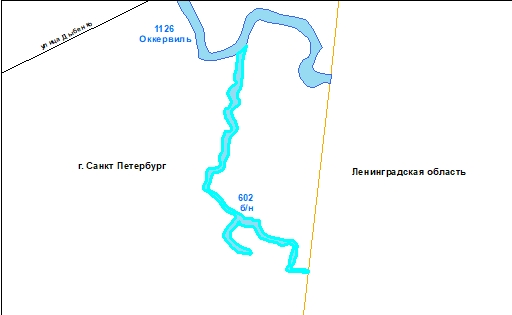 1126
Оккервиль
улица Дыбенко
г. Санкт Петербург
Ленинградская область
602
б/н